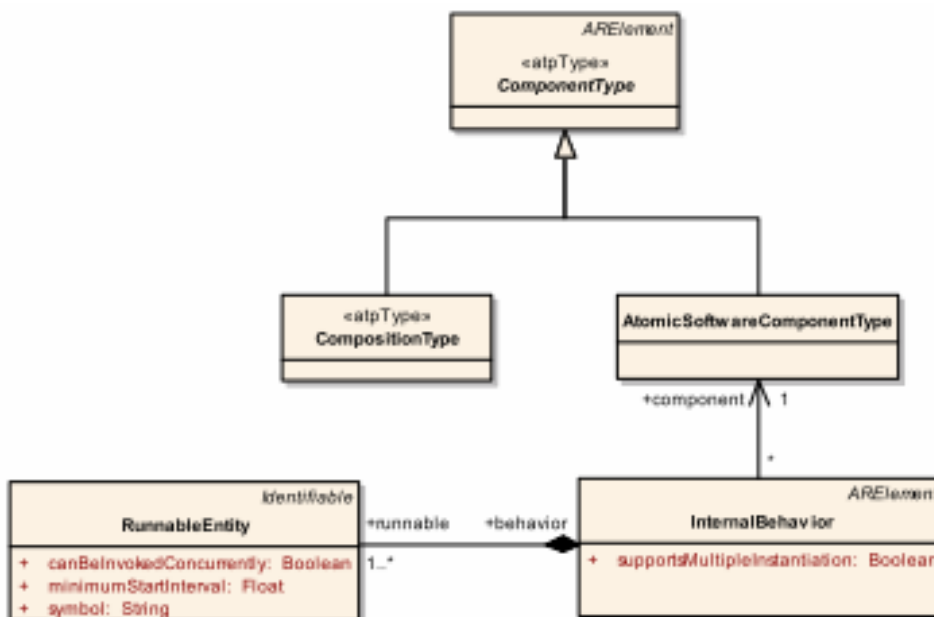 ARElement
«atpType»
ComponentType
«atpType»
CompositionType
AtomicSoftwareComponentType
+component
1
*
Identifiable
RunnableEntity
+ canBeInvokedConcurrently: Boolean
+ minimumStartInterval: Float
+ symbol: String
+runnable
1..*
+behavior
ARElement
InternalBehavior
+ supportsMultipleInstantiation: Boolean